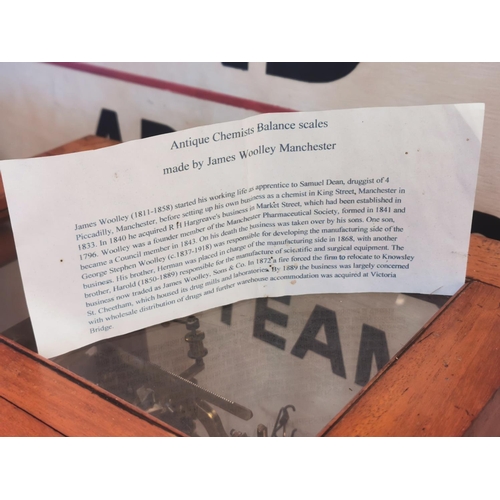 Antique Chemists Balance scales
made by James Woolley Manchester
James Woolley (1811-1858) started his working life as apprentice to Samuel Dean, druggist of 4
Piccadilly, Manchester, before setting up his own business as a chemist in King Street, Manchester in
1833. In 1840 he acquired R H Hargreave's business in Market Street, which had been established in
1796. Woolley was a founder member of the Manchester Pharmaceutical Society, formed in 1841 and
became a Council member in 1843. On his death the business was taken over by his sons. One son,
George Stephen Woolley (c.1837-1918) was responsible for developing the manufacturing side of the
business. His brother, Hermon was placed in charge of the manufacturing side in 1868, with another
brother, Harold (1850-1889) responsible for the manufacture of scientific and surgical equipment. The
business now traded as James Woolley, Sons & Co. In 1872 a fire forced the firm to relocate to Knowsley
St, Cheetham, which housed its drug mills and laboratories. By 1889 the business was largely concerned
with wholesale distribution of drugs and further warehouse accommodation was acquired at Victoria
Bridge.
TEAM